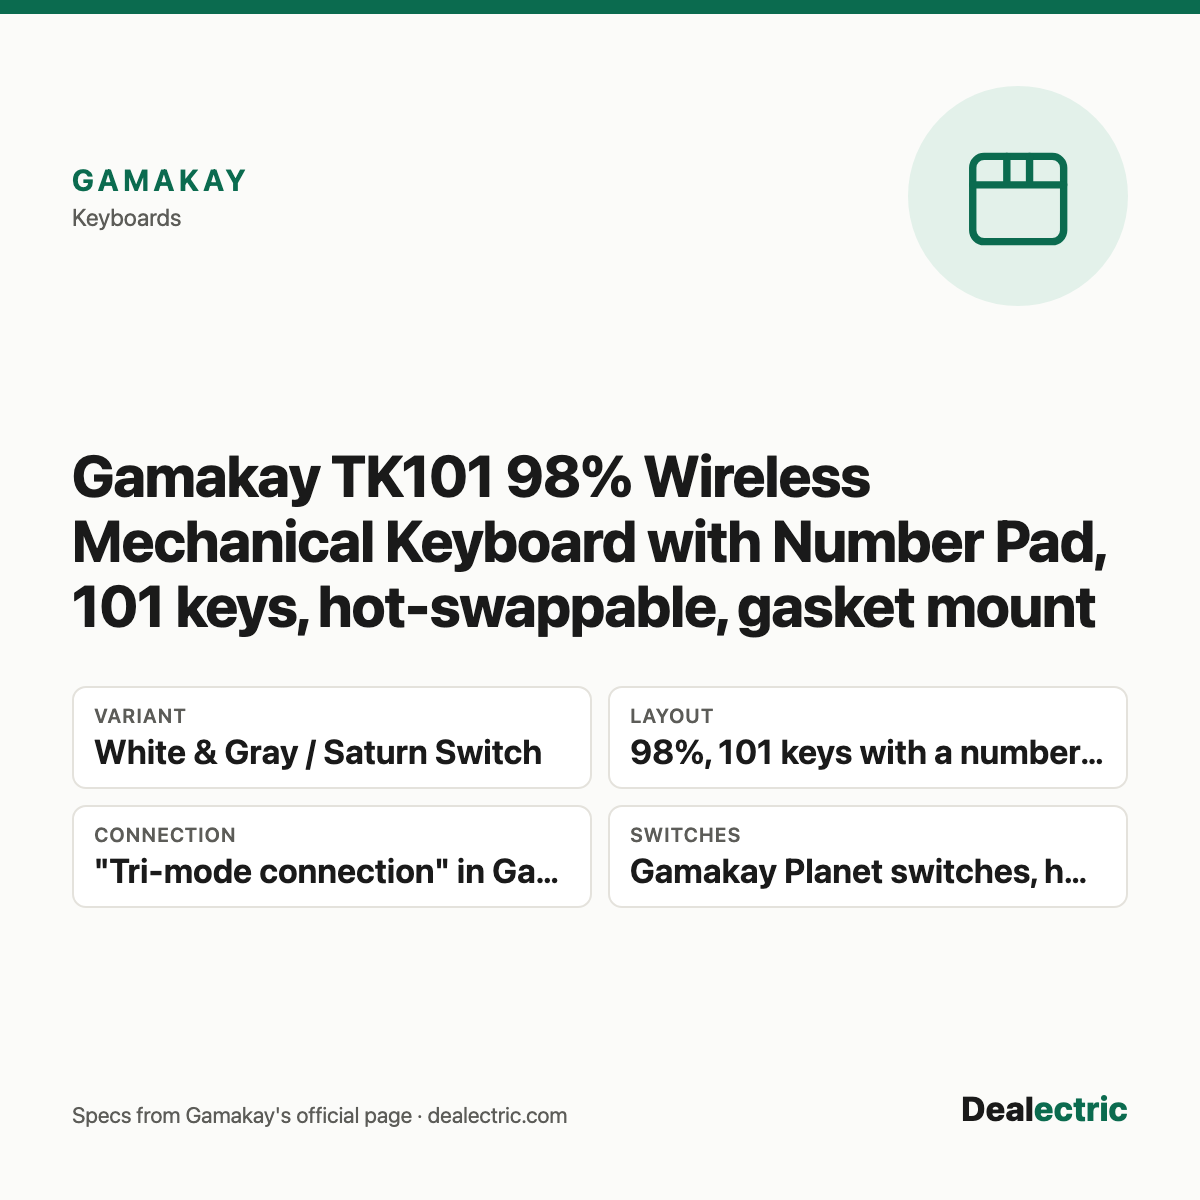 GAMAKAY
Keyboards
Gamakay TK101 98% Wireless
Mechanical Keyboard with Number Pad,
101 keys, hot-swappable, gasket mount
VARIANT
White & Gray / Saturn Switch
LAYOUT
98%, 101 keys with a number...
CONNECTION
"Tri-mode connection" in Ga...
SWITCHES
Gamakay Planet switches, h...
Specs from Gamakay's official page · dealectric.com
Dealectric